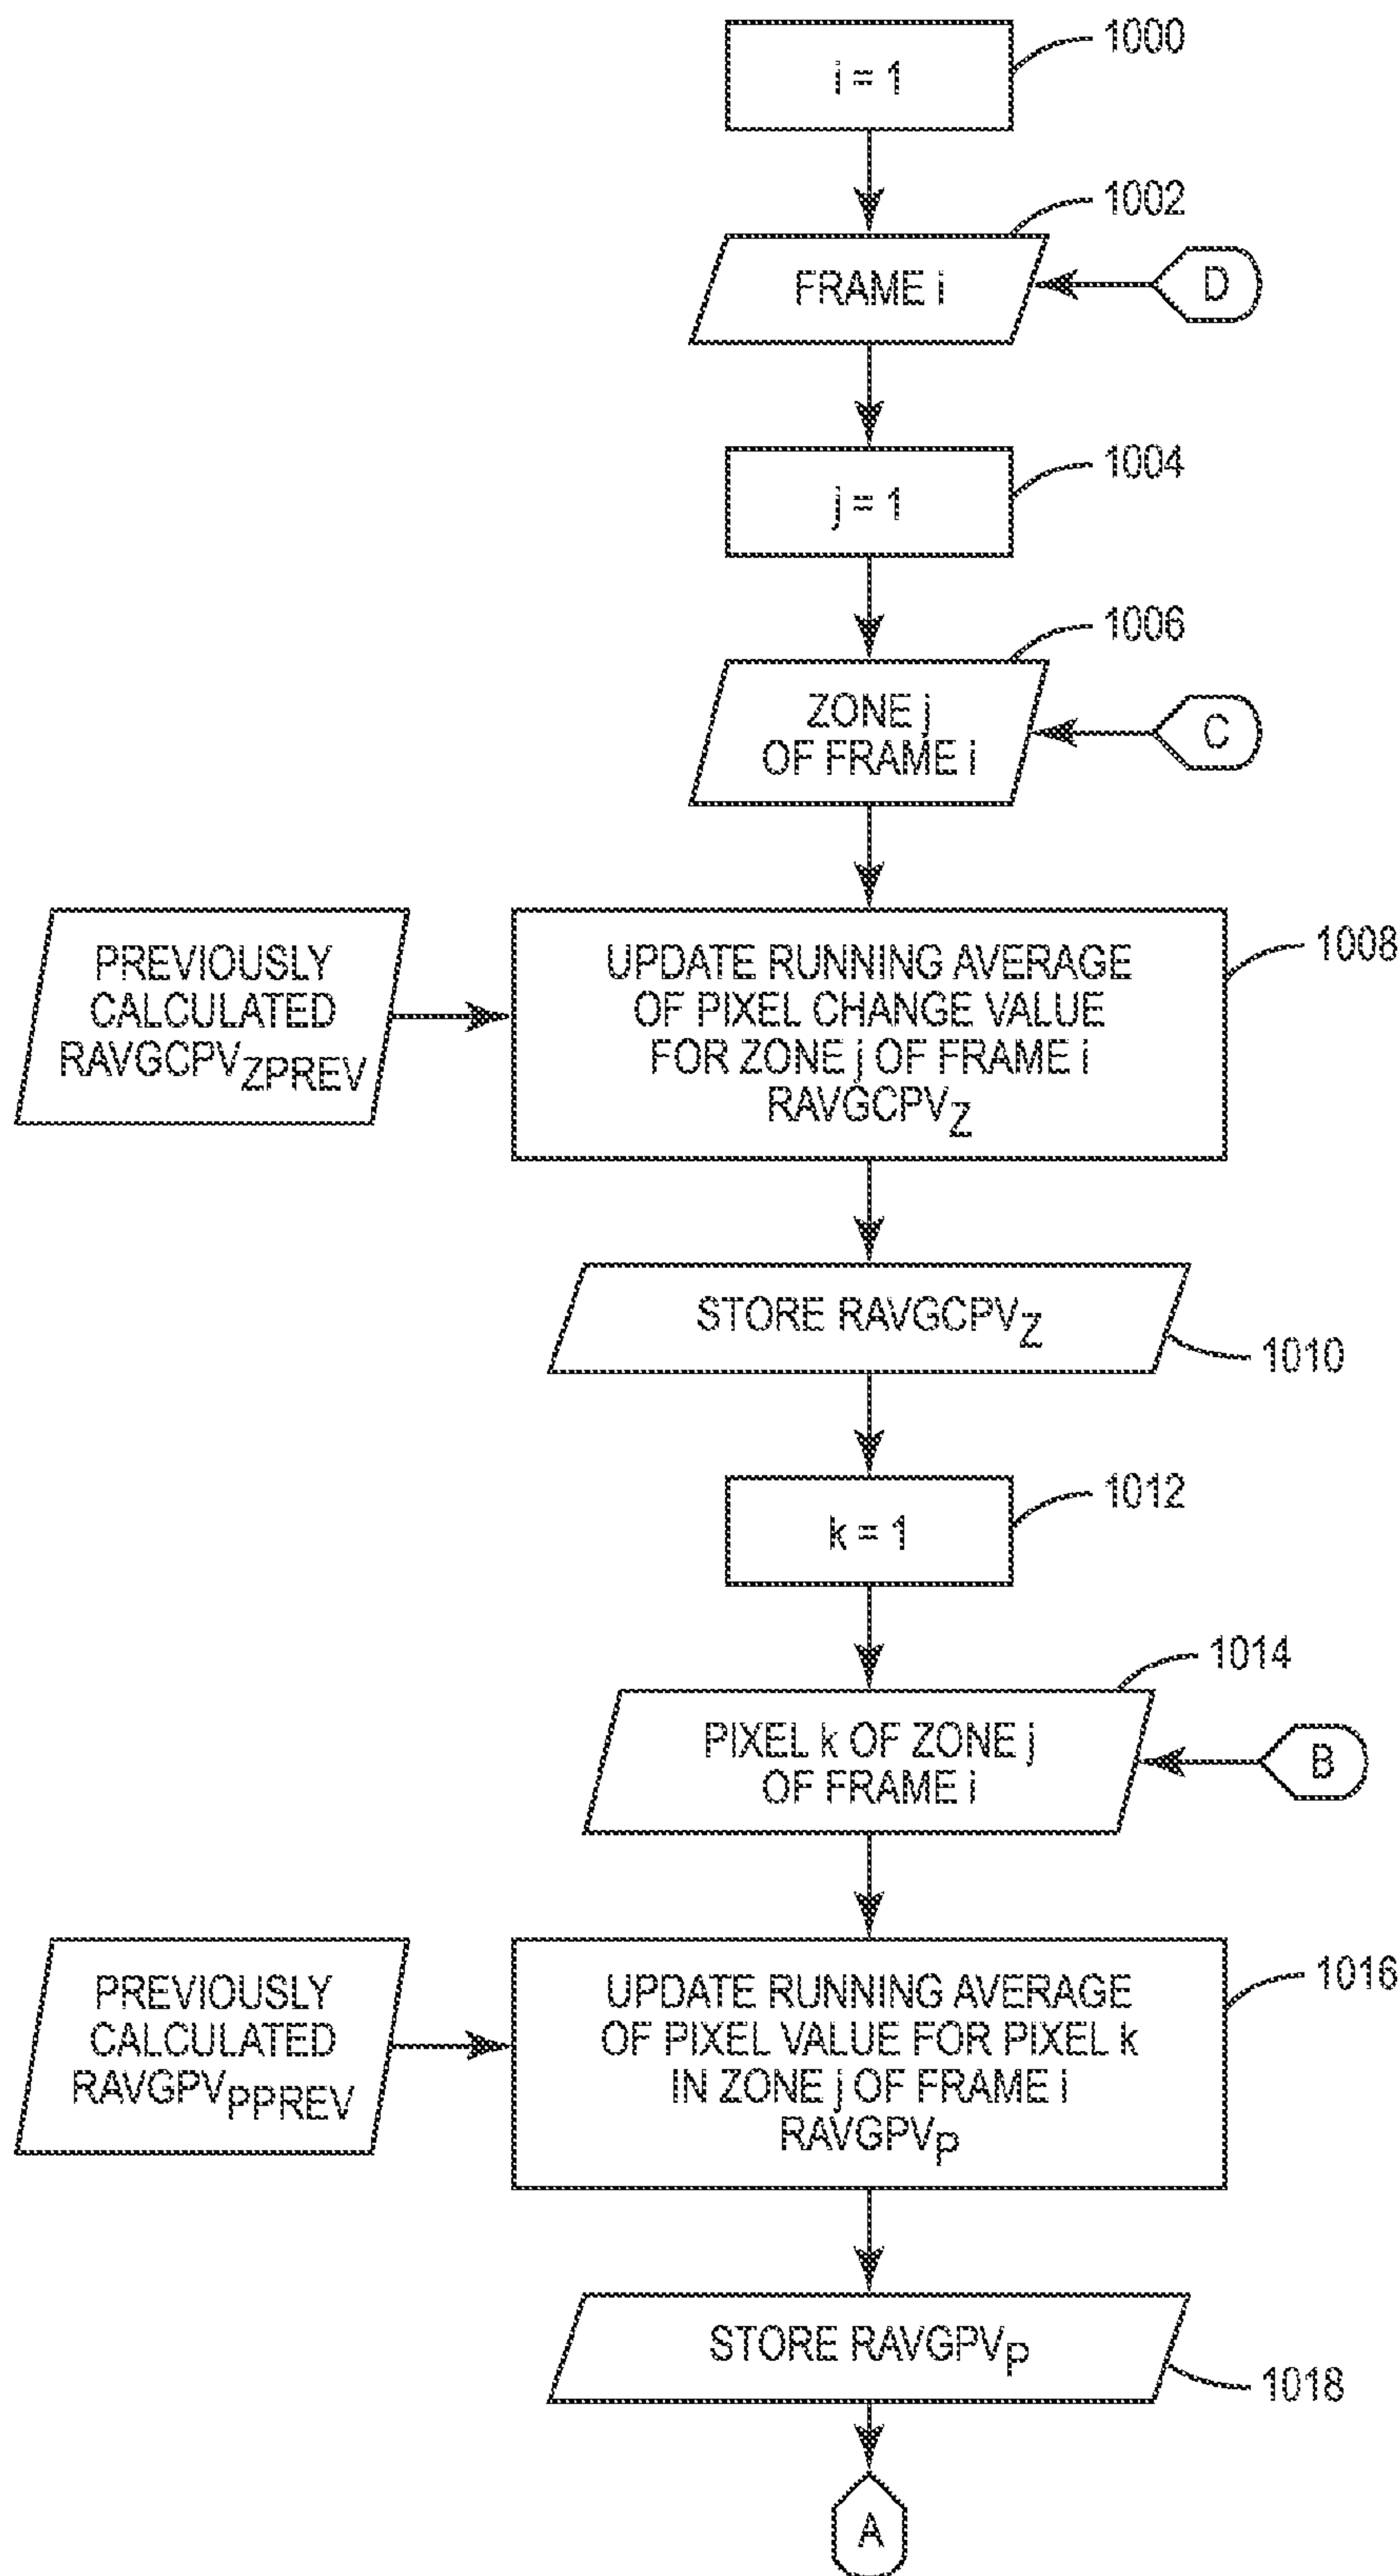 i = 1
1000
FRAME i
1002
D
j = 1
1004
ZONE j
OF FRAME i
1006
C
PREVIOUSLY
CALCULATED
RAVGCPVZPREV
UPDATE RUNNING AVERAGE
OF PIXEL CHANGE VALUE
FOR ZONE j OF FRAME i
RAVGCPVZ
1008
STORE RAVGCPVZ
1010
k = 1
1012
PIXEL k OF ZONE j
OF FRAME i
1014
B
PREVIOUSLY
CALCULATED
RAVGPVPPREV
UPDATE RUNNING AVERAGE
OF PIXEL VALUE FOR PIXEL k
IN ZONE j OF FRAME i
RAVGPVP
1016
STORE RAVGPVP
1018
A